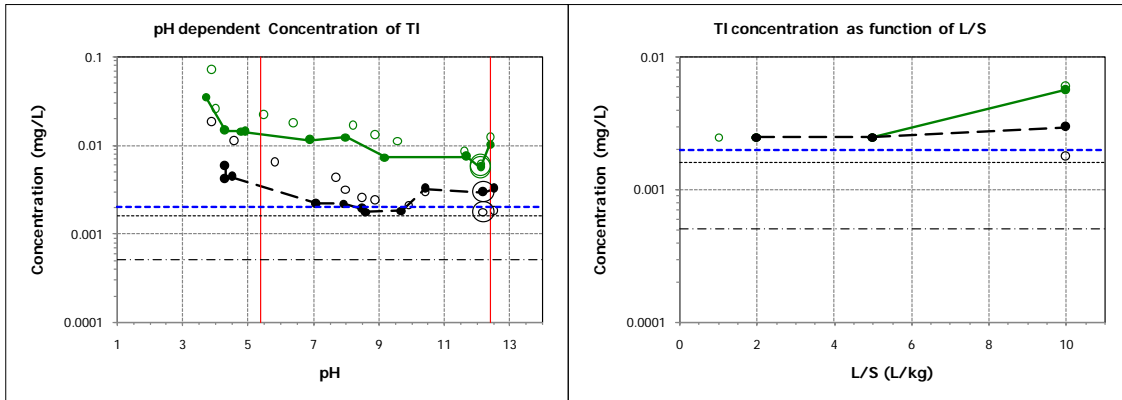 pH dependent Concentration of Tl
Concentration (mg/L)
0.1
0.01
0.001
0.0001
1 3 5 7 9 11 13
pH
Tl concentration as function of L/S
Concentration (mg/L)
0.01
0.001
0.0001
0 2 4 6 8 10
L/S (L/kg)